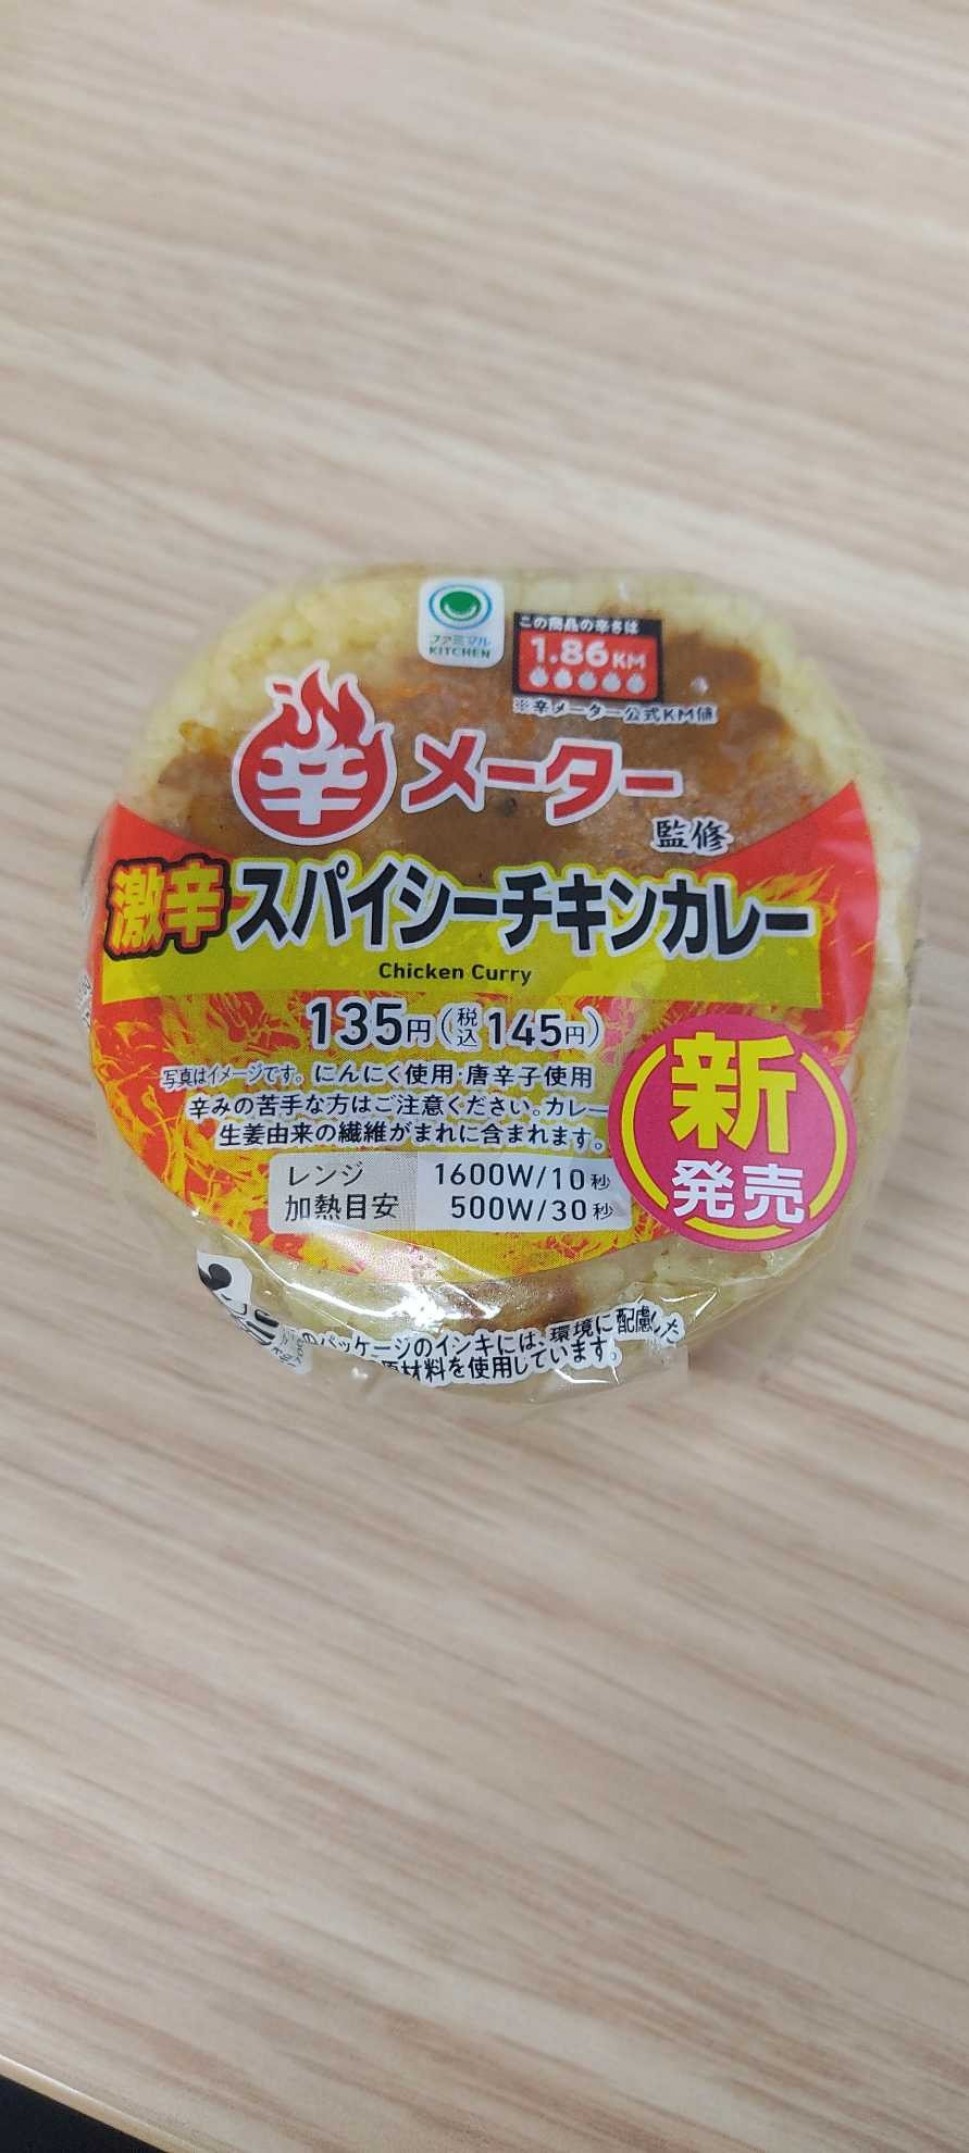 ファミマル
KITCHEN
この商品の辛さは
1.86KM
※辛メーター公式KM値
辛メーター
監修
激辛スパイシーチキンカレー
Chicken Curry
135円(税込145円)
写真はイメージです。にんにく使用・唐辛子使用
辛みの苦手な方はご注意ください。カレー
生姜由来の繊維がまれに含まれます。
レンジ 1600W/10秒
加熱目安 500W/30秒
新
発売
のパッケージのインキには、環境に配慮した
原材料を使用しています。